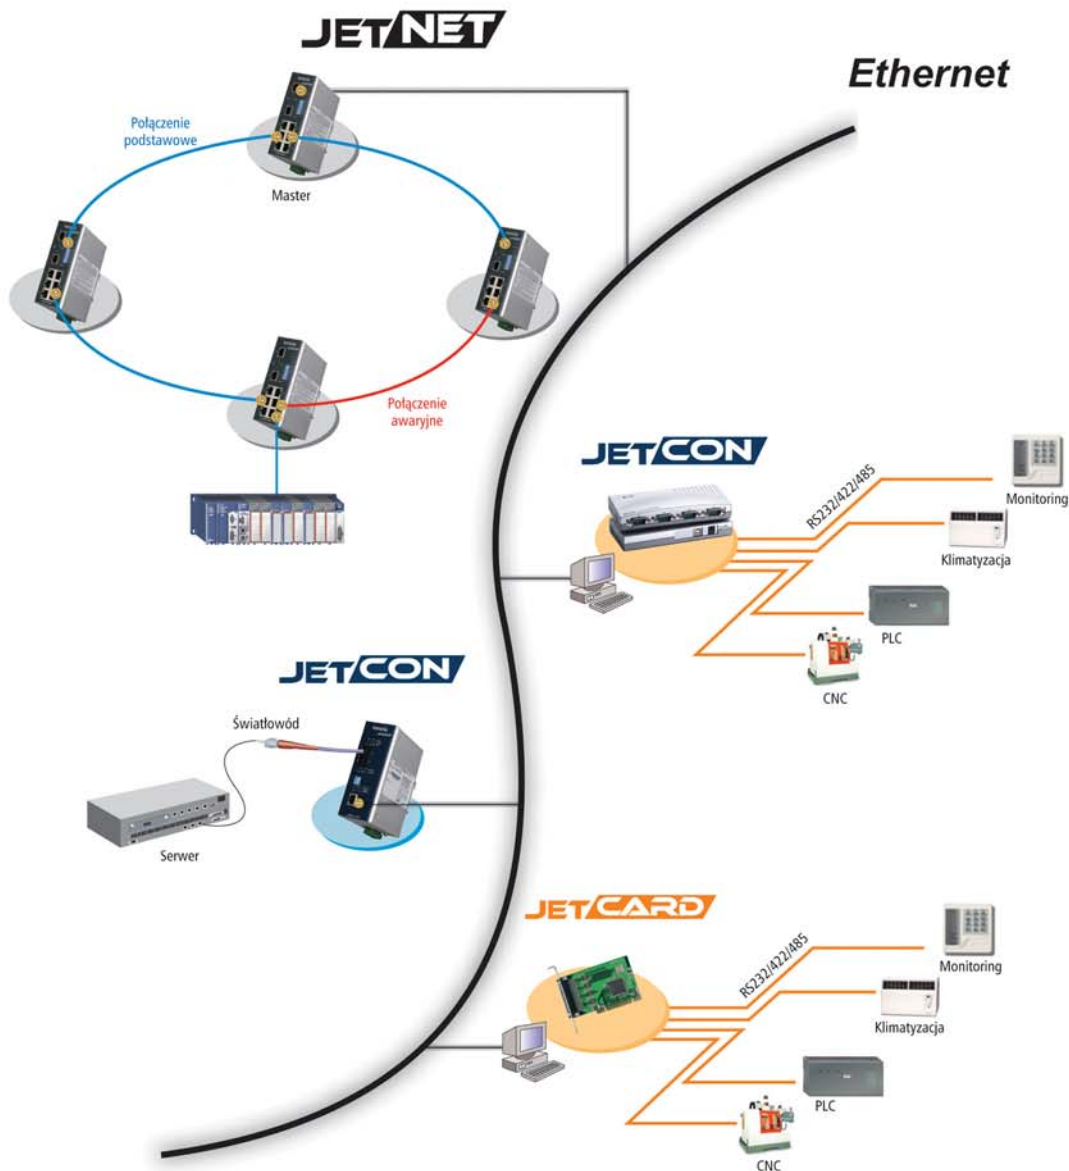 JETNET
Ethernet
Połączenie
podstawowe
Master
Połączenie
awaryjne
JETCON
RS232/422/485
Monitoring
Klimatyzacja
PLC
CNC
JETCON
Światłowód
Serwer
JETCARD
RS232/422/485
Monitoring
Klimatyzacja
PLC
CNC